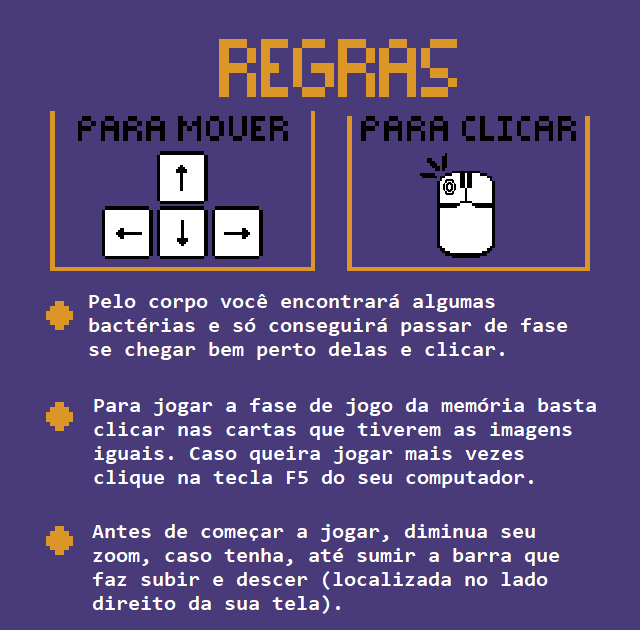 REGRAS
PARA MOVER
PARA CLICAR
Pelo corpo você encontrará algumas
bactérias e só conseguirá passar de fase
se chegar bem perto delas e clicar.
Para jogar a fase de jogo da memória basta
clicar nas cartas que tiverem as imagens
iguais. Caso queira jogar mais vezes
clique na tecla F5 do seu computador.
Antes de começar a jogar, diminua seu
zoom, caso tenha, até sumir a barra que
faz subir e descer (localizada no lado
direito da sua tela).